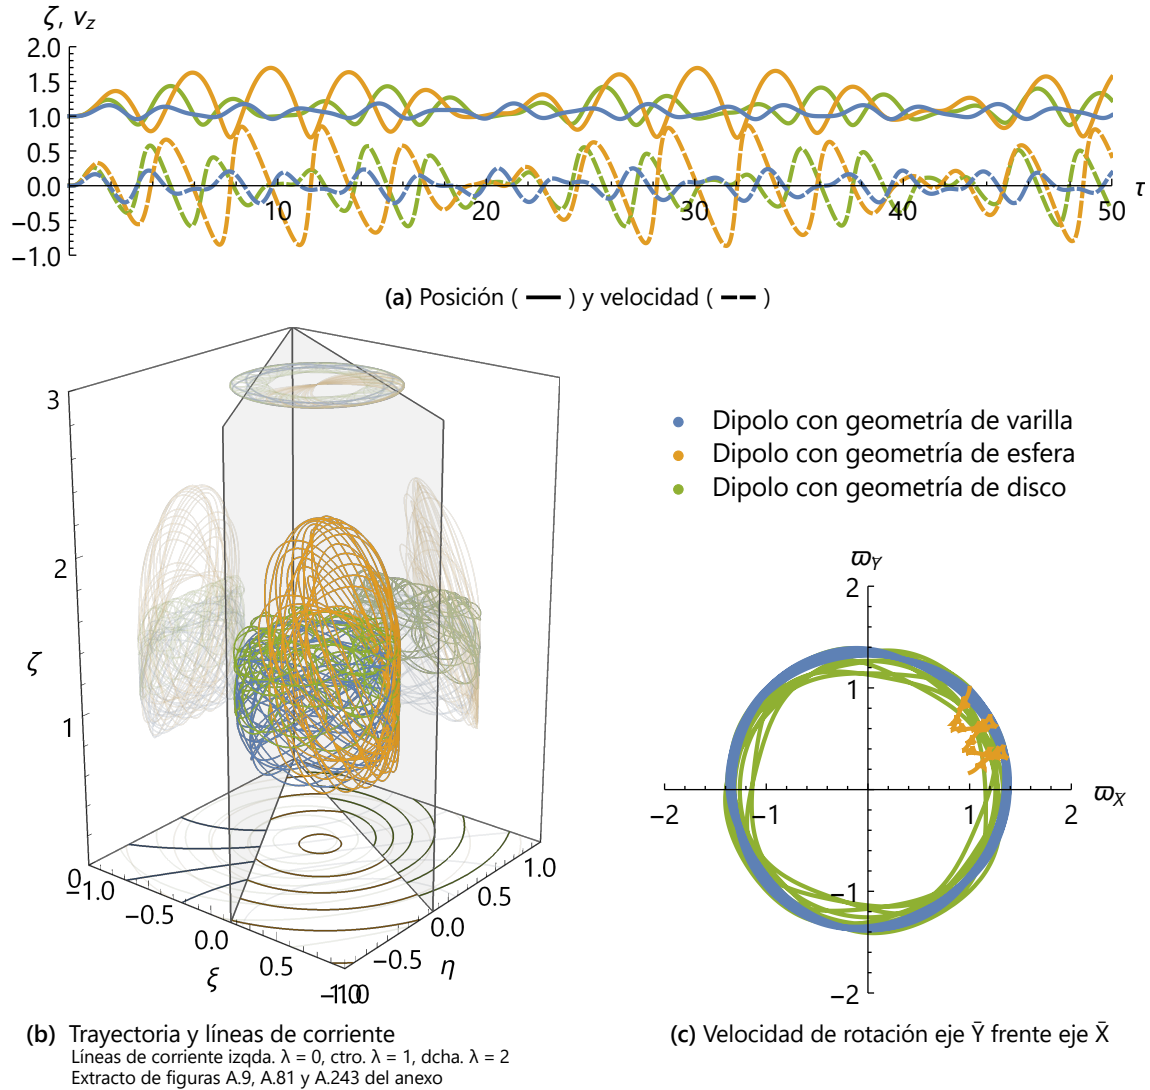 ζ, v_z
2.0
1.5
1.0
0.5
0.0
−0.5
−1.0
10
20
30
40
50
τ
(a) Posición ( —— ) y velocidad ( – – )
3
2
1
0
ζ
−1.0
−0.5
0.0
0.5
1.0
ξ
−1.0
−0.5
0.0
0.5
1.0
η
Dipolo con geometría de varilla
Dipolo con geometría de esfera
Dipolo con geometría de disco
ϖ_Ȳ
2
1
−1
−2
−2
−1
1
2
ϖ_X̄
(b) Trayectoria y líneas de corriente
Líneas de corriente izqda. λ = 0, ctro. λ = 1, dcha. λ = 2
Extracto de figuras A.9, A.81 y A.243 del anexo
(c) Velocidad de rotación eje Ȳ frente eje X̄